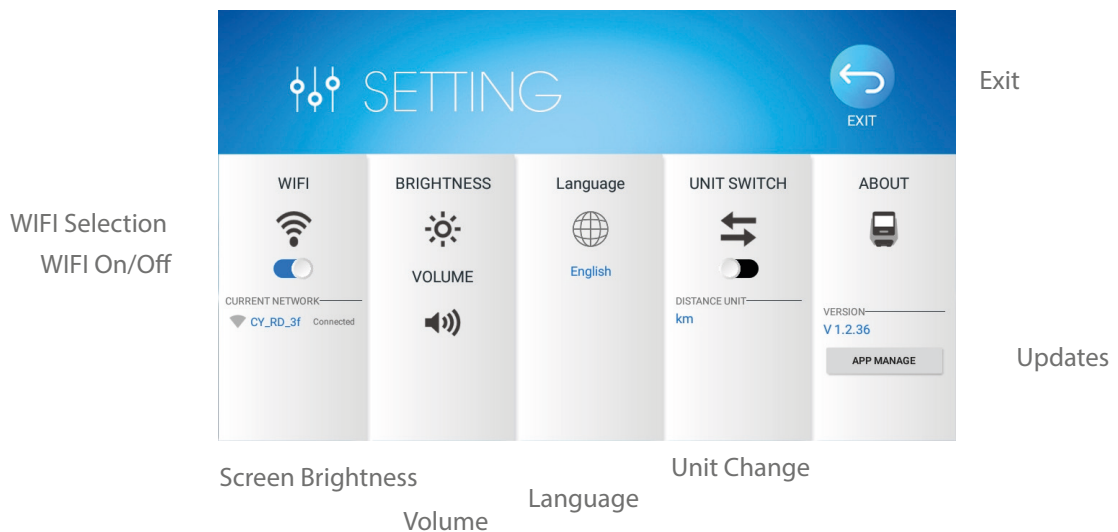 SETTING
EXIT
Exit
WIFI
BRIGHTNESS
Language
UNIT SWITCH
ABOUT
WIFI Selection
WIFI On/Off
VOLUME
English
CURRENT NETWORK
CY_RD_3f Connected
DISTANCE UNIT
km
VERSION
V 1.2.36
APP MANAGE
Updates
Screen Brightness
Volume
Language
Unit Change